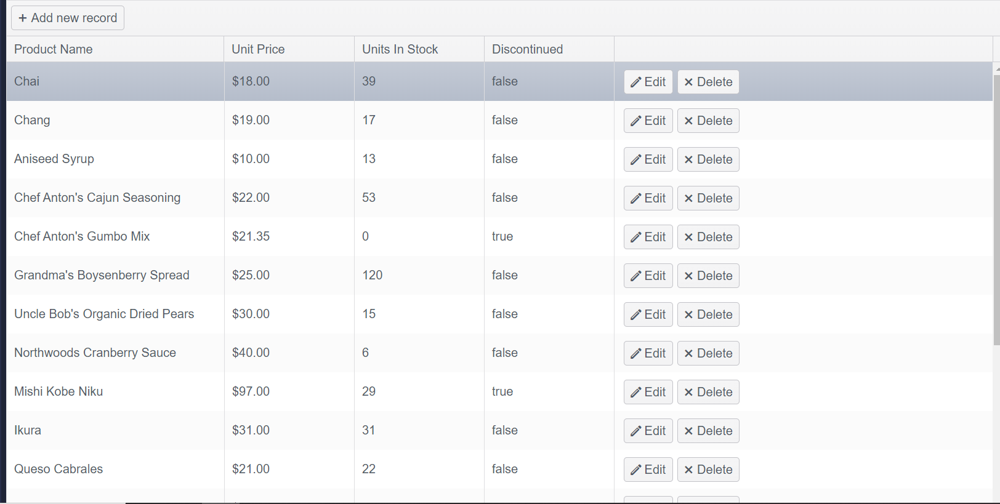 + Add new record
Product Name Unit Price Units In Stock Discontinued
Chai $18.00 39 false Edit × Delete
Chang $19.00 17 false Edit × Delete
Aniseed Syrup $10.00 13 false Edit × Delete
Chef Anton's Cajun Seasoning $22.00 53 false Edit × Delete
Chef Anton's Gumbo Mix $21.35 0 true Edit × Delete
Grandma's Boysenberry Spread $25.00 120 false Edit × Delete
Uncle Bob's Organic Dried Pears $30.00 15 false Edit × Delete
Northwoods Cranberry Sauce $40.00 6 false Edit × Delete
Mishi Kobe Niku $97.00 29 true Edit × Delete
Ikura $31.00 31 false Edit × Delete
Queso Cabrales $21.00 22 false Edit × Delete